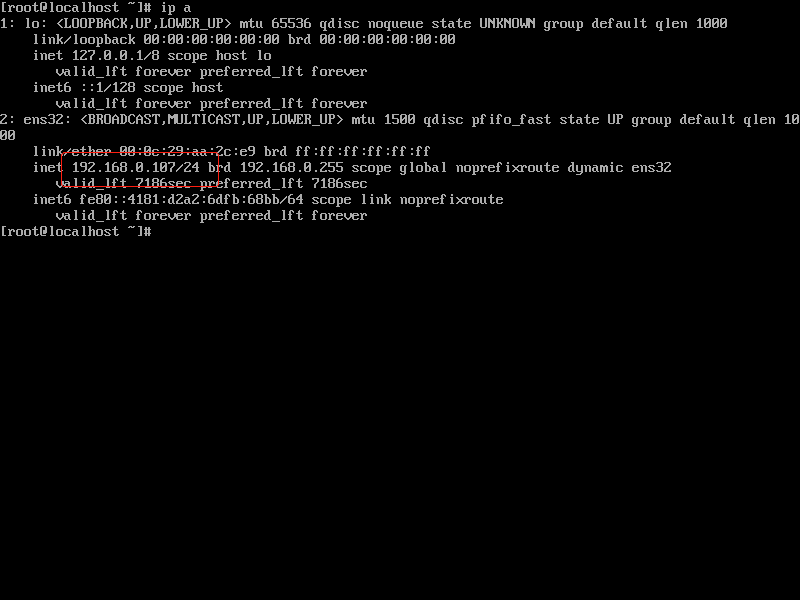 [root@localhost ~]# ip a
1: lo: <LOOPBACK,UP,LOWER_UP> mtu 65536 qdisc noqueue state UNKNOWN group default qlen 1000
    link/loopback 00:00:00:00:00:00 brd 00:00:00:00:00:00
    inet 127.0.0.1/8 scope host lo
       valid_lft forever preferred_lft forever
    inet6 ::1/128 scope host
       valid_lft forever preferred_lft forever
2: ens32: <BROADCAST,MULTICAST,UP,LOWER_UP> mtu 1500 qdisc pfifo_fast state UP group default qlen 10
00
    link/ether 00:0c:29:aa:2c:e9 brd ff:ff:ff:ff:ff:ff
    inet 192.168.0.107/24 brd 192.168.0.255 scope global noprefixroute dynamic ens32
       valid_lft 7186sec preferred_lft 7186sec
    inet6 fe80::4181:d2a2:6dfb:68bb/64 scope link noprefixroute
       valid_lft forever preferred_lft forever
[root@localhost ~]#